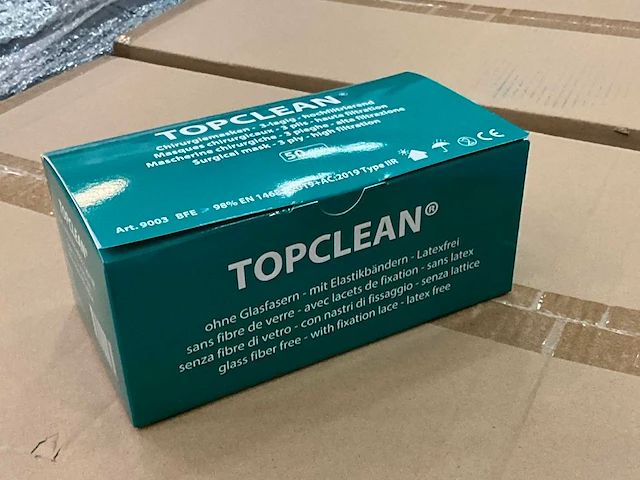 TOPCLEAN®
Chirurgiemasken - 3-lagig - hochfiltrierend
Masques chirurgicaux - 3 plis - haute filtration
Mascherine chirurgiche - 3 pieghe - alta filtrazione
Surgical mask - 3 ply - high filtration
50
CE
Art. 9003 BFE 98% EN +AC:2019 Type IIR
TOPCLEAN®
ohne Glasfasern - mit Elastikbändern - Latexfrei
sans fibre de verre - avec lacets de fixation - sans latex
senza fibre di vetro - con nastri di fissaggio - senza lattice
glass fiber free - with fixation lace - latex free